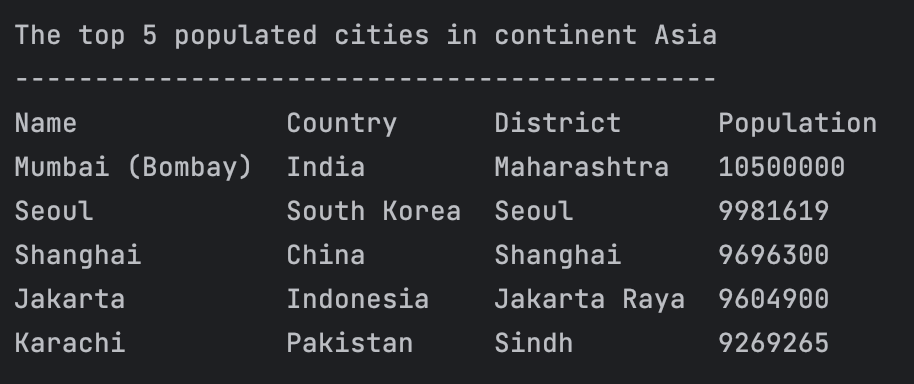 The top 5 populated cities in continent Asia
--------------------------------------------
Name             Country      District      Population
Mumbai (Bombay)  India        Maharashtra   10500000
Seoul            South Korea  Seoul         9981619
Shanghai         China        Shanghai      9696300
Jakarta          Indonesia    Jakarta Raya  9604900
Karachi          Pakistan     Sindh         9269265